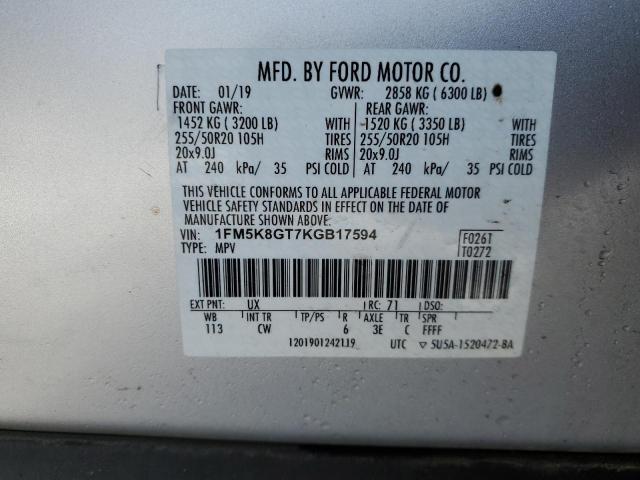 MFD. BY FORD MOTOR CO.
DATE: 01/19 GVWR: 2858 KG ( 6300 LB)
FRONT GAWR: REAR GAWR:
1452 KG ( 3200 LB) WITH 1520 KG ( 3350 LB) WITH
255/50R20 105H TIRES 255/50R20 105H TIRES
20x9.0J RIMS 20x9.0J RIMS
AT 240 kPa/ 35 PSI COLD AT 240 kPa/ 35 PSI COLD
THIS VEHICLE CONFORMS TO ALL APPLICABLE FEDERAL MOTOR
VEHICLE SAFETY STANDARDS IN EFFECT ON THE DATE OF
MANUFACTURE SHOWN ABOVE.
VIN: 1FM5K8GT7KGB17594 F0261
TYPE: MPV T0272
EXT PNT: UX RC: 71 DSO:
WB INT TR TP/PS R AXLE TR SPR
113 CW 6 3E C FFFF
UTC ▽ 5U5A-1520472-BA